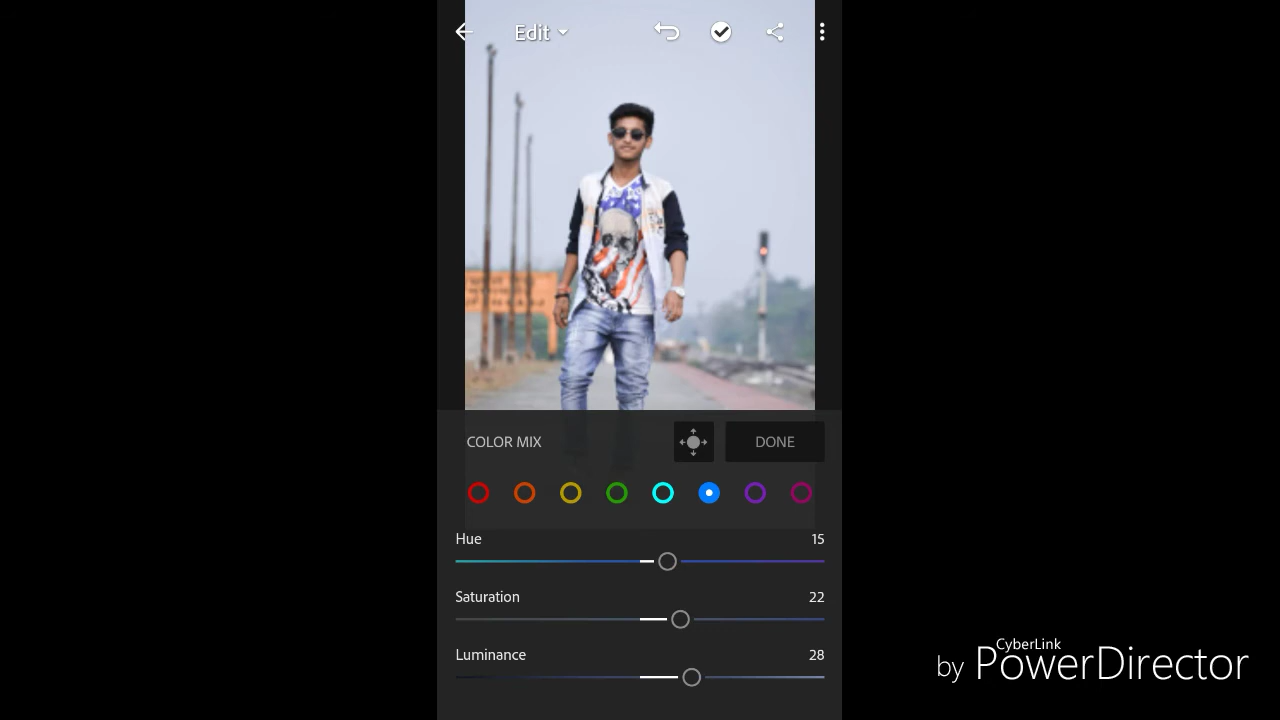 Edit
COLOR MIX
DONE
Hue 15
Saturation 22
Luminance 28
CyberLink
by PowerDirector